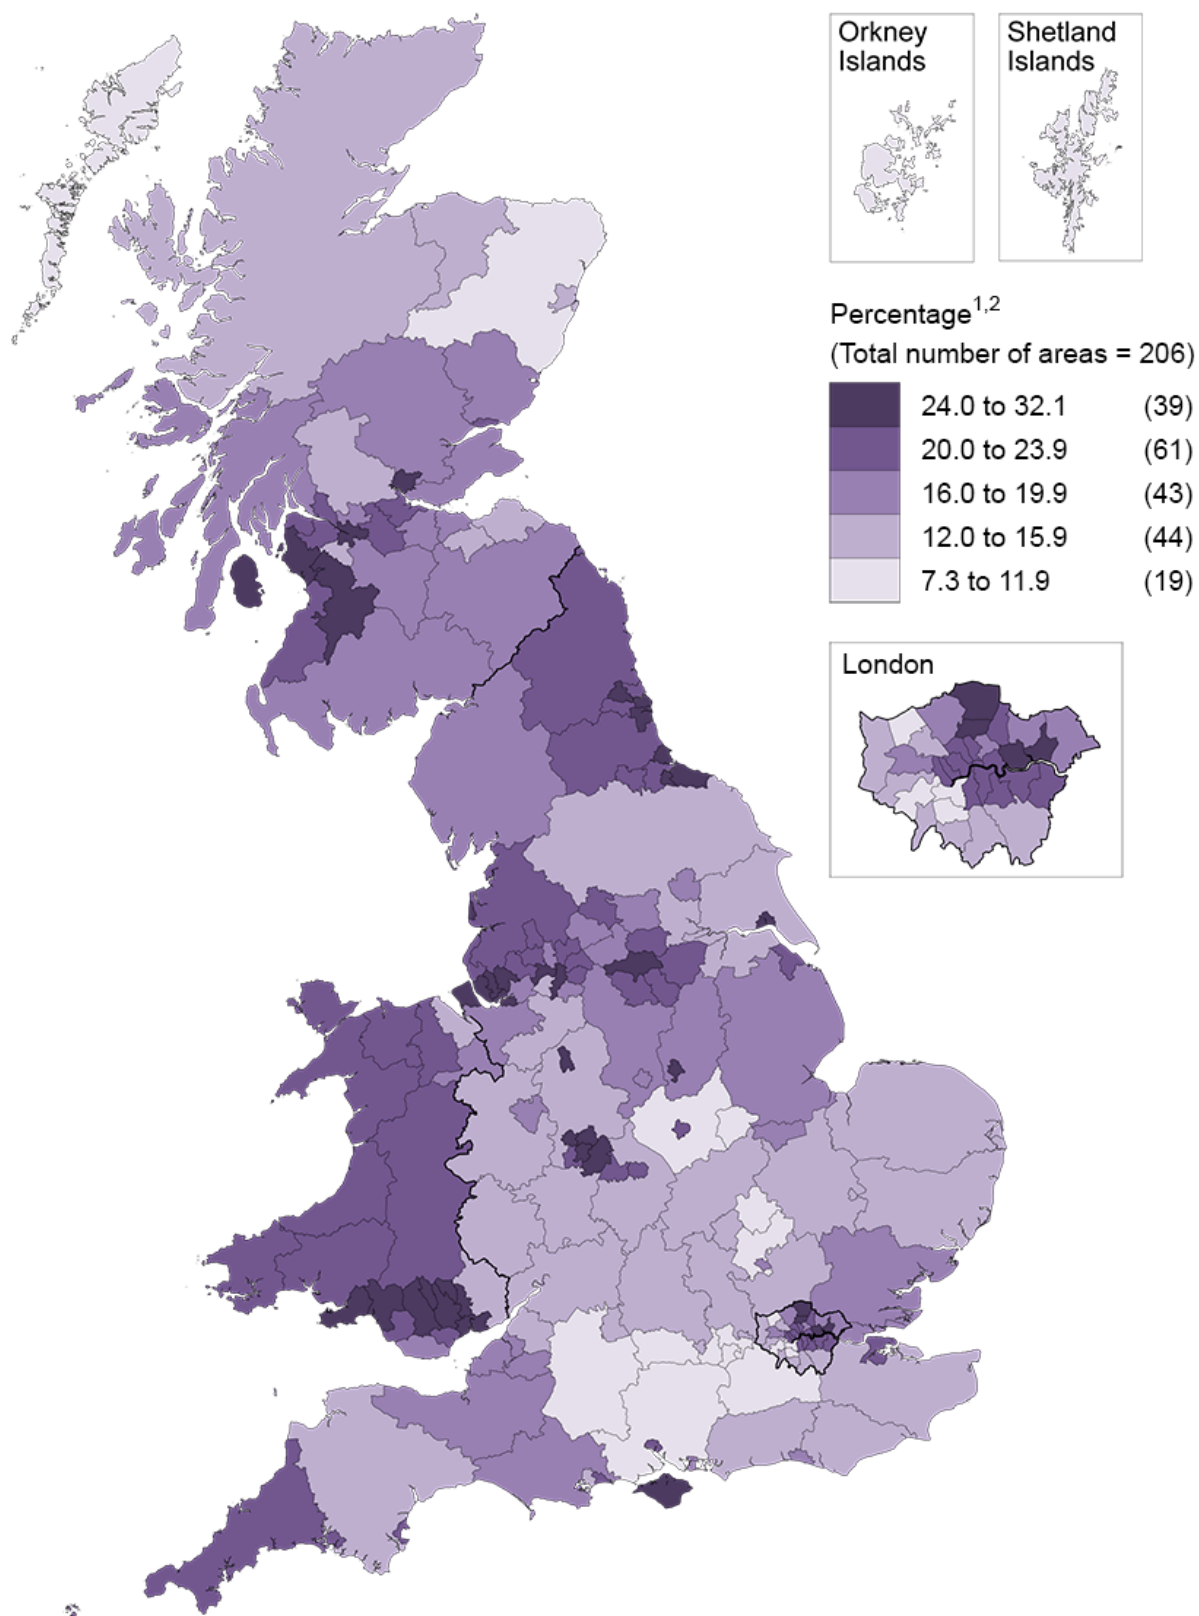 Orkney
Islands
Shetland
Islands
Percentage1,2
(Total number of areas = 206)
24.0 to 32.1 (39)
20.0 to 23.9 (61)
16.0 to 19.9 (43)
12.0 to 15.9 (44)
7.3 to 11.9 (19)
London